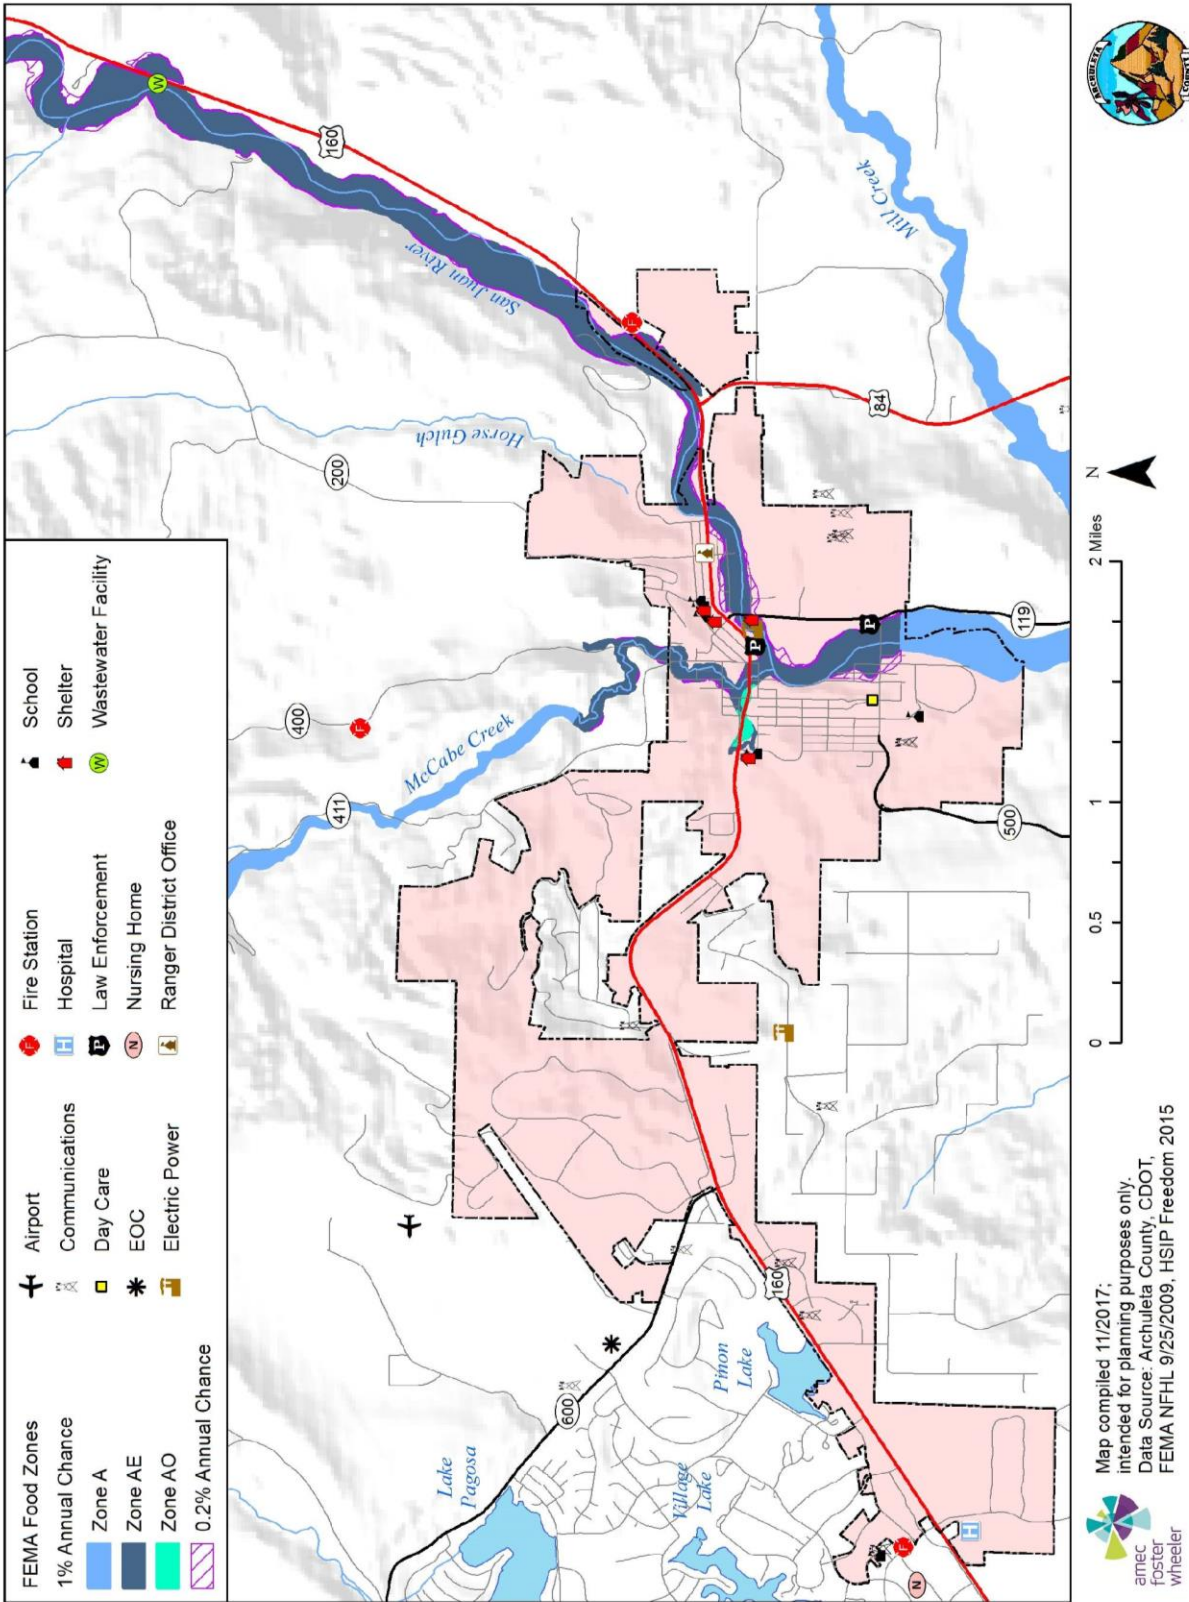 FEMA Food Zones
1% Annual Chance
Zone A
Zone AE
Zone AO
0.2% Annual Chance
Airport
Communications
Day Care
EOC
Electric Power
Fire Station
Hospital
Law Enforcement
Nursing Home
Ranger District Office
School
Shelter
Wastewater Facility
F
H
P
N
W
411
400
200
McCabe Creek
Horse Gulch
San Juan River
160
W
F
F
Mill Creek
84
Lake
Pagosa
600
Village
Lake
Pinon
Lake
160
P
P
500
119
N
F
H
Map compiled 11/2017;
intended for planning purposes only.
Data Source: Archuleta County, CDOT,
FEMA NFHL 9/25/2009, HSIP Freedom 2015
amec
foster
wheeler
0
0.5
1
2 Miles
N
ARCHULETA
COUNTY